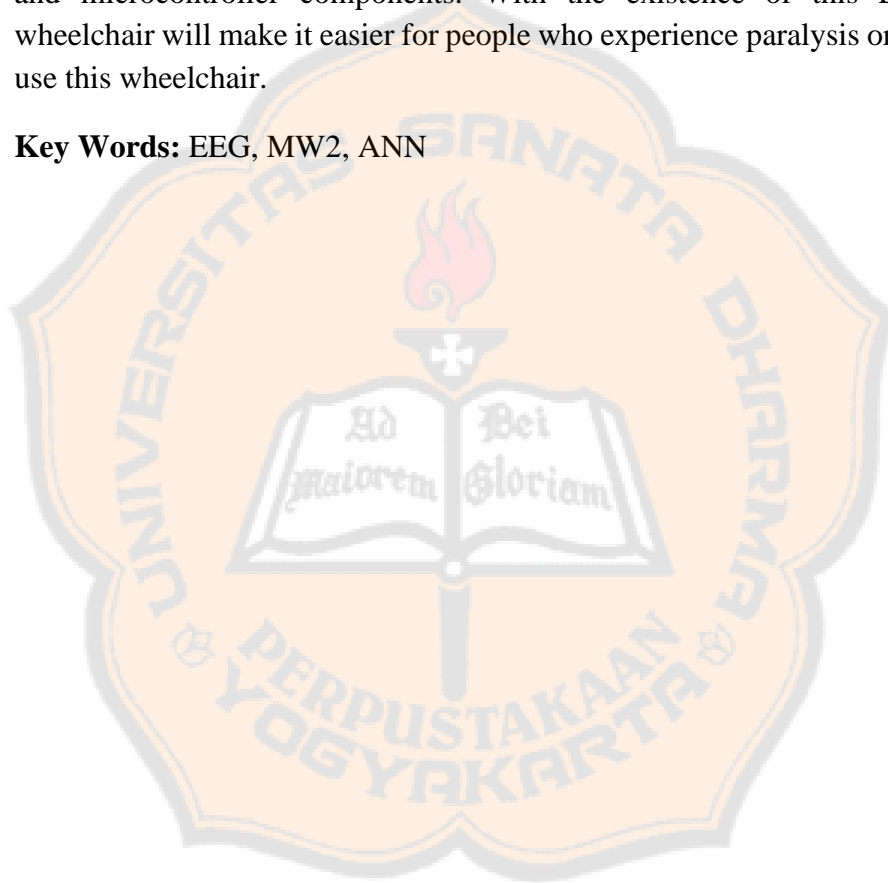 and microcontroller components. With the existence of this
wheelchair will make it easier for people who experience paralysis or
use this wheelchair.
Key Words: EEG, MW2, ANN
UNIVERSITAS SANATA DHARMA
Ad Dei
Maiorem Gloriam
PERPUSTAKAAN
YOGYAKARTA